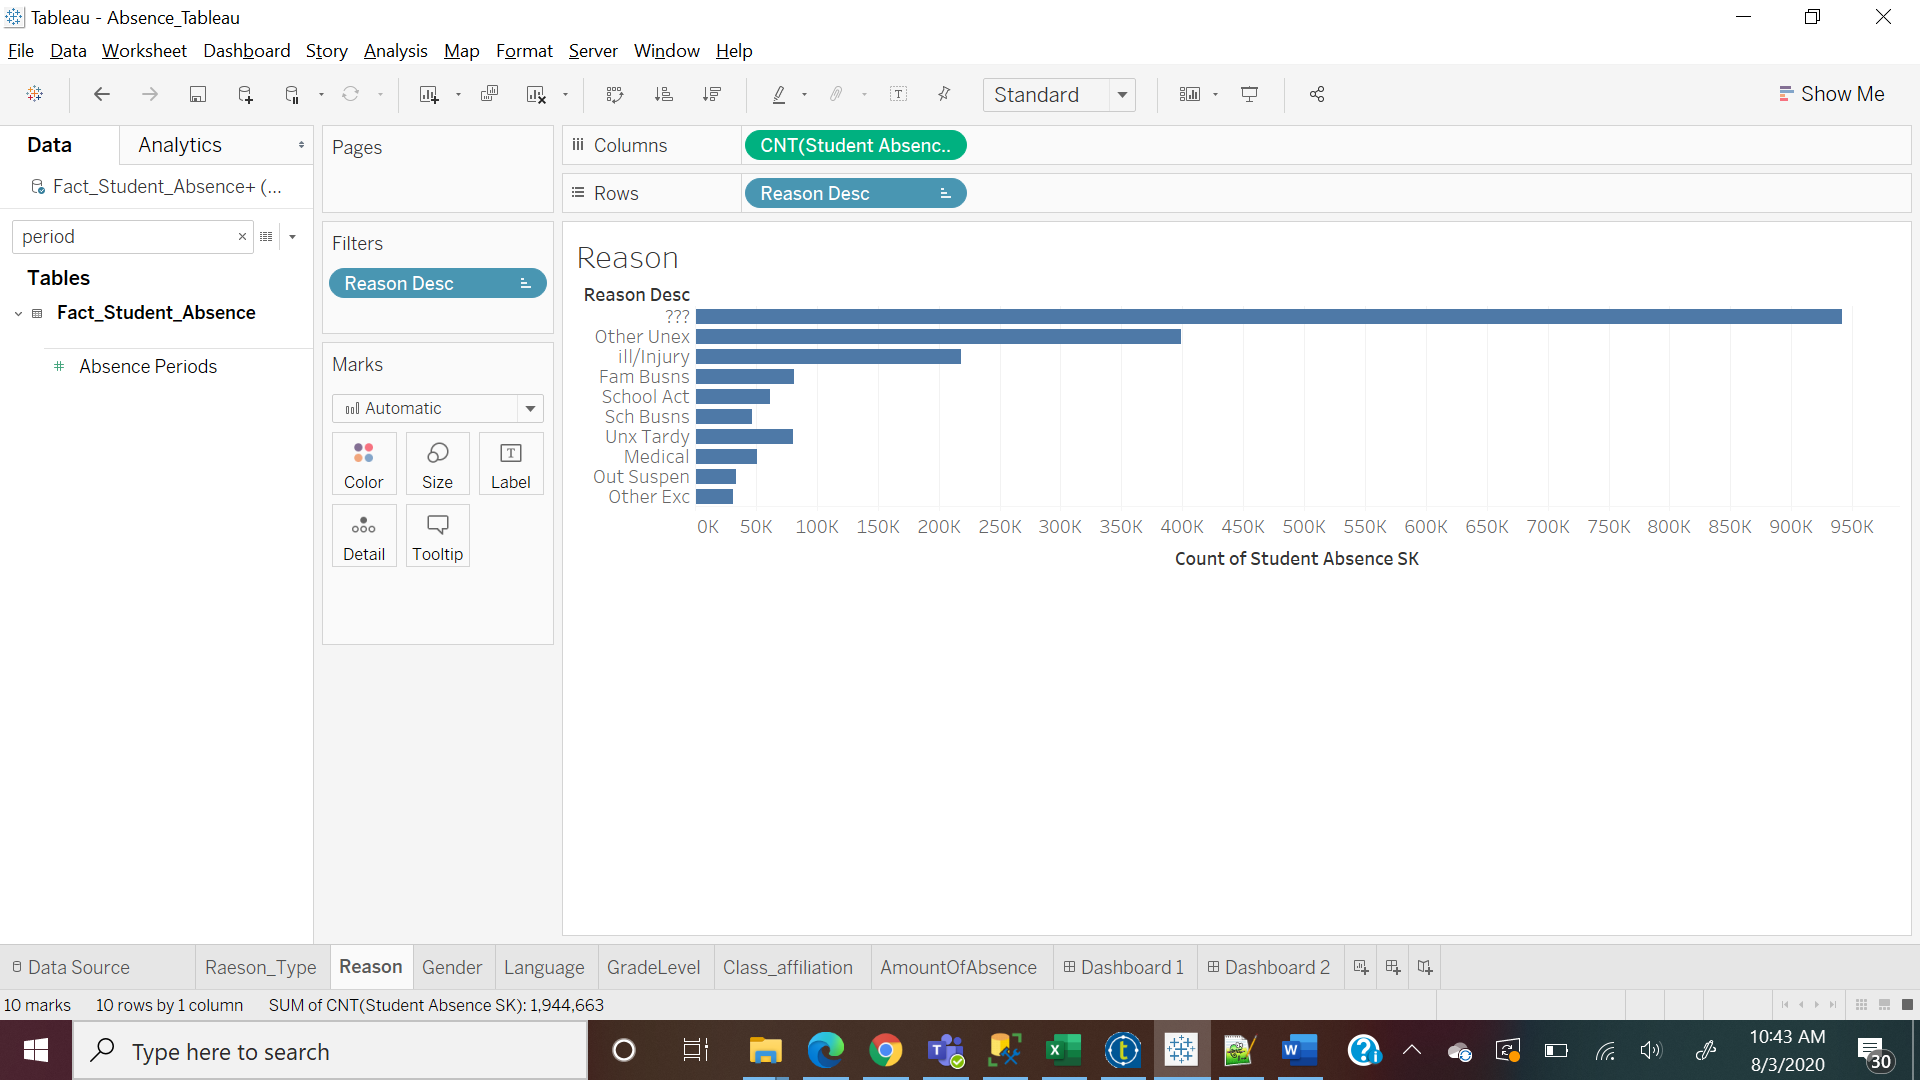 Tableau - Absence_Tableau
File Data Worksheet Dashboard Story Analysis Map Format Server Window Help
Standard
Show Me
Data Analytics
Fact_Student_Absence+ (...
period
Tables
Fact_Student_Absence
Absence Periods
Pages
Filters
Reason Desc
Marks
Automatic
Color Size Label
Detail Tooltip
Columns CNT(Student Absenc..
Rows Reason Desc
Reason
Reason Desc
???
Other Unex
ill/Injury
Fam Busns
School Act
Sch Busns
Unx Tardy
Medical
Out Suspen
Other Exc
0K 50K 100K 150K 200K 250K 300K 350K 400K 450K 500K 550K 600K 650K 700K 750K 800K 850K 900K 950K
Count of Student Absence SK
Data Source Raeson_Type Reason Gender Language GradeLevel Class_affiliation AmountOfAbsence Dashboard 1 Dashboard 2
10 marks 10 rows by 1 column SUM of CNT(Student Absence SK): 1,944,663
Type here to search
10:43 AM
8/3/2020
30